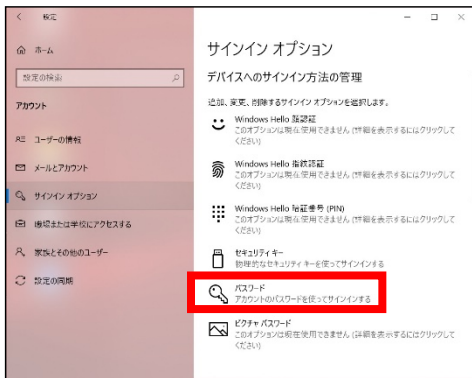 設定
ホーム
設定の検索
アカウント
ユーザーの情報
メールとアカウント
サインイン オプション
職場または学校にアクセスする
家族とその他のユーザー
設定の同期
サインイン オプション
デバイスへのサインイン方法の管理
追加、変更、削除するサインイン オプションを選択します。
Windows Hello 顔認証
このオプションは現在使用できません (詳細を表示するにはクリックして
ください)
Windows Hello 指紋認証
このオプションは現在使用できません (詳細を表示するにはクリックして
ください)
Windows Hello 暗証番号 (PIN)
このオプションは現在使用できません (詳細を表示するにはクリックして
ください)
セキュリティ キー
物理的なセキュリティ キーを使ってサインインする
パスワード
アカウントのパスワードを使ってサインインする
ピクチャ パスワード
このオプションは現在使用できません (詳細を表示するにはクリックして
ください)